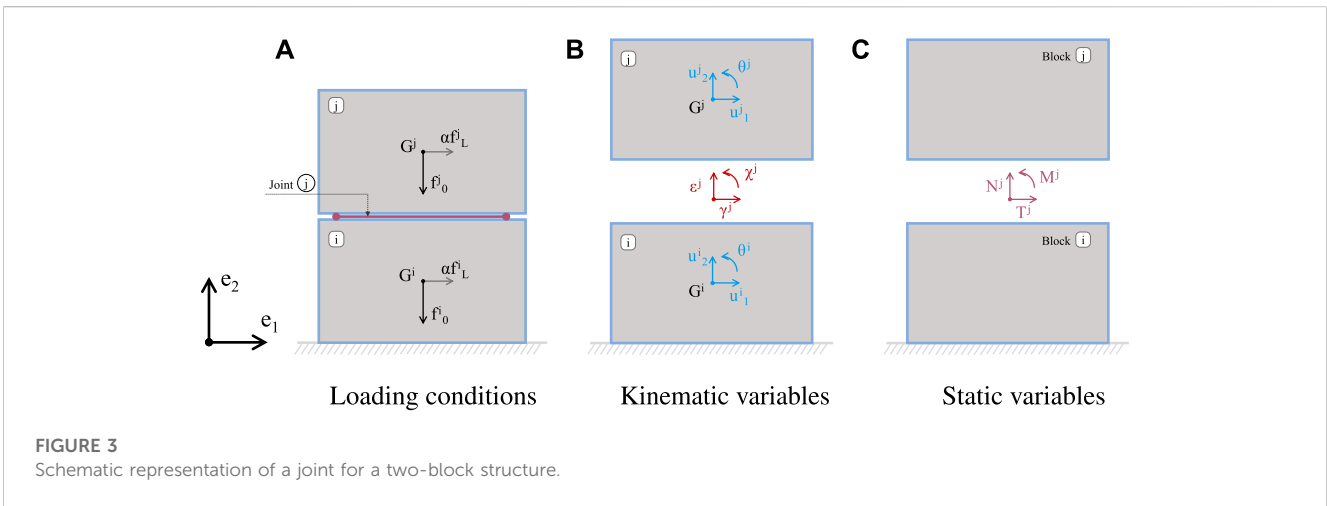 A
B
C
j
G^j
αf^j_L
f^j_0
Joint j
i
G^i
αf^i_L
f^i_0
e_2
e_1
j
u^j_2
θ^j
G^j
u^j_1
ε^j
χ^j
γ^j
i
u^i_2
θ^i
G^i
u^i_1
Block j
N^j
M^j
T^j
Block i
Loading conditions
Kinematic variables
Static variables
FIGURE 3
Schematic representation of a joint for a two-block structure.